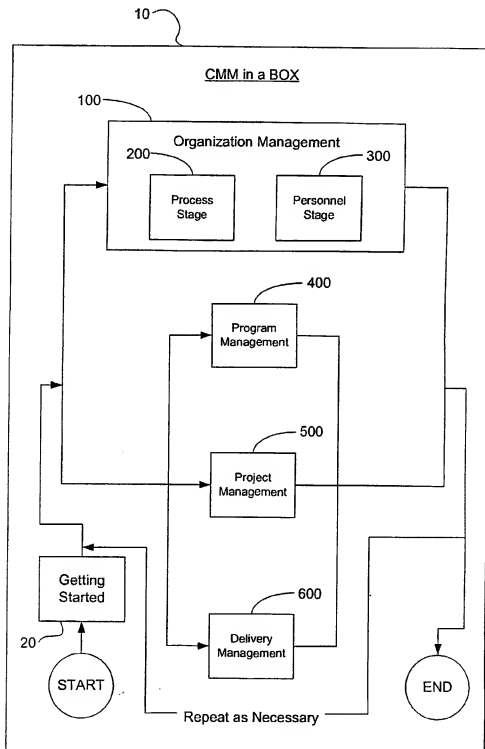 10
CMM in a BOX
100
Organization Management
200
300
Process
Stage
Personnel
Stage
400
Program
Management
500
Project
Management
Getting
Started
20
600
Delivery
Management
START
END
Repeat as Necessary